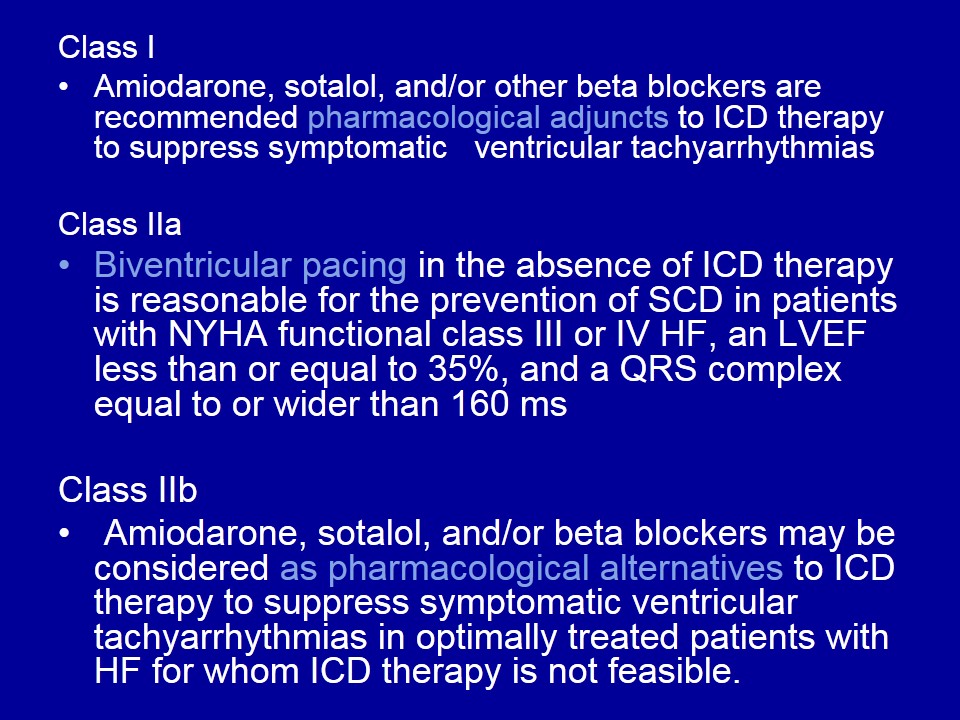 Class I
• Amiodarone, sotalol, and/or other beta blockers are
recommended pharmacological adjuncts to ICD therapy
to suppress symptomatic   ventricular tachyarrhythmias
Class IIa
• Biventricular pacing in the absence of ICD therapy
is reasonable for the prevention of SCD in patients
with NYHA functional class III or IV HF, an LVEF
less than or equal to 35%, and a QRS complex
equal to or wider than 160 ms
Class IIb
• Amiodarone, sotalol, and/or beta blockers may be
considered as pharmacological alternatives to ICD
therapy to suppress symptomatic ventricular
tachyarrhythmias in optimally treated patients with
HF for whom ICD therapy is not feasible.